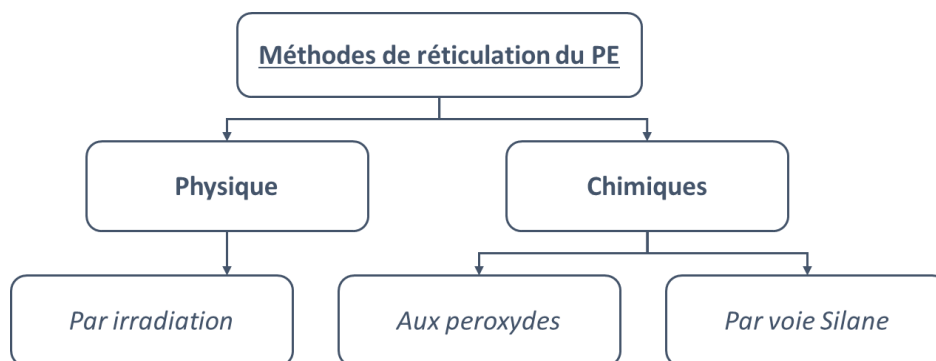 Méthodes de réticulation du PE
Physique
Chimiques
Par irradiation
Aux peroxydes
Par voie Silane